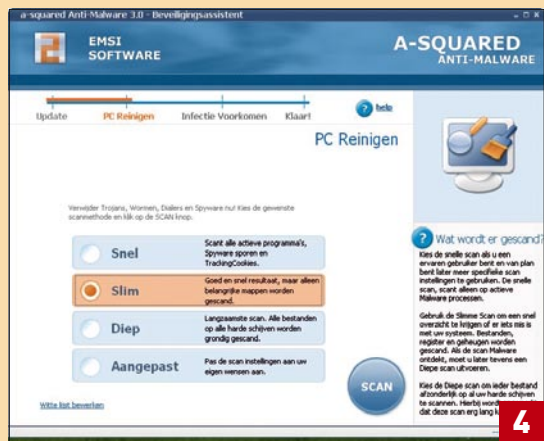 a-squared Anti-Malware 3.0 - Beveiligingsassistent
EMSI
SOFTWARE
A-SQUARED
ANTI-MALWARE
Update
PC Reinigen
Infectie Voorkomen
Klaar!
help
PC Reinigen
Verwijder Trojans, Wormen, Dialers en Spyware nu! Kies de gewenste
scanmethode en klik op de SCAN knop.
Snel
Scant alle actieve programma's,
Spyware sporen en
TrackingCookies.
Slim
Goed en snel resultaat, maar alleen
belangrijke mappen worden
gescand.
Diep
Langzaamste scan. Alle bestanden
op alle harde schijven worden
grondig gescand.
Aangepast
Pas de scan instellingen aan uw
eigen wensen aan.
SCAN
Witte list bewerken
Wat wordt er gescand?
Kies de snelle scan als u een
ervaren gebruiker bent en van plan
bent later meer specifieke scan
instellingen te gebruiken. De snelle
scan, scant alleen op actieve
Malware processen.
Gebruik de Slimme Scan om een snel
overzicht te krijgen of er iets mis is
met uw systeem. Bestanden,
register en geheugen worden
gescand. Als de scan Malware
ontdekt, moet u later tevens een
Diepe scan uitvoeren.
Kies de Diepe scan om ieder bestand
afzonderlijk op al uw harde schijven
te scannen. Hierbij
dat deze scan erg lang
4